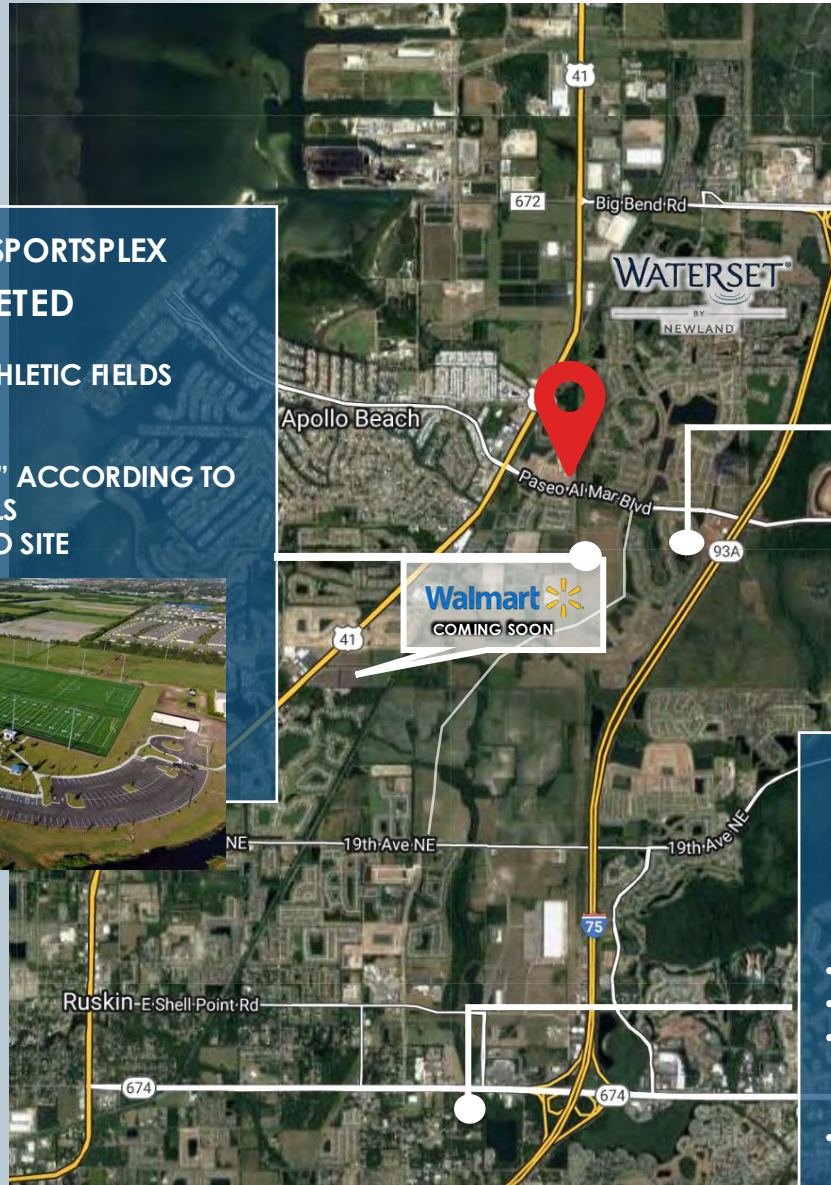 41
672
Big Bend Rd
WATERSET®
BY
NEWLAND
SPORTSPLEX
ETED
HLETIC FIELDS
" ACCORDING TO
LS
O SITE
Apollo Beach
Paseo Al Mar Blvd
93A
Walmart
COMING SOON
41
NE
19th Ave NE
19th Ave NE
75
Ruskin
E Shell Point Rd
674
674